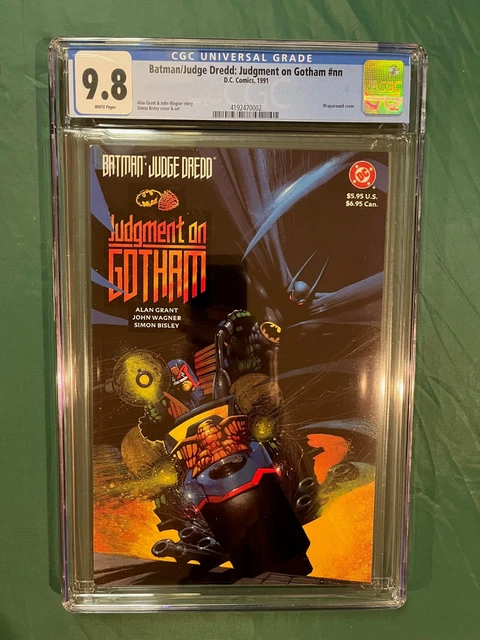 CGC UNIVERSAL GRADE
9.8
WHITE Pages
Batman/Judge Dredd: Judgment on Gotham #nn
D.C. Comics, 1991
Alan Grant & John Wagner story
Simon Bisley cover & art
4192470002
Wraparound cover
CGC
BATMAN · JUDGE DREDD
DC
$5.95 U.S.
$6.95 Can.
Judgment on
GOTHAM
ALAN GRANT
JOHN WAGNER
SIMON BISLEY